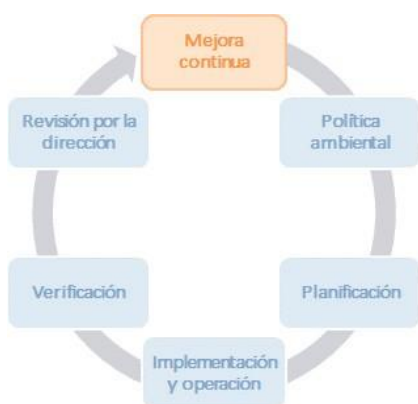 Mejora
continua
Política
ambiental
Planificación
Implementación
y operación
Verificación
Revisión por la
dirección